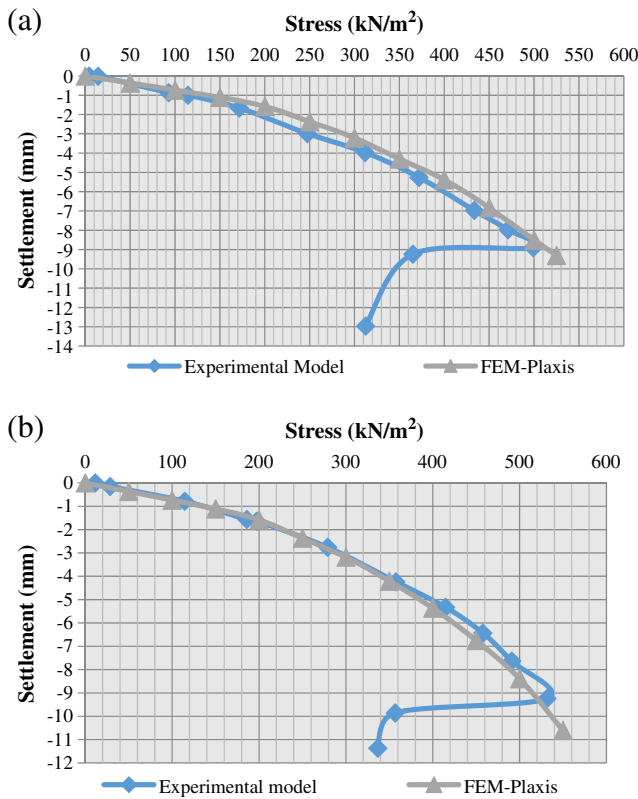 (a)
Stress (kN/m²)
0 50 100 150 200 250 300 350 400 450 500 550 600
Settlement (mm)
0
-1
-2
-3
-4
-5
-6
-7
-8
-9
-10
-11
-12
-13
-14
Experimental Model FEM-Plaxis
(b)
Stress (kN/m²)
0 100 200 300 400 500 600
Settlement (mm)
0
-1
-2
-3
-4
-5
-6
-7
-8
-9
-10
-11
-12
Experimental model FEM-Plaxis